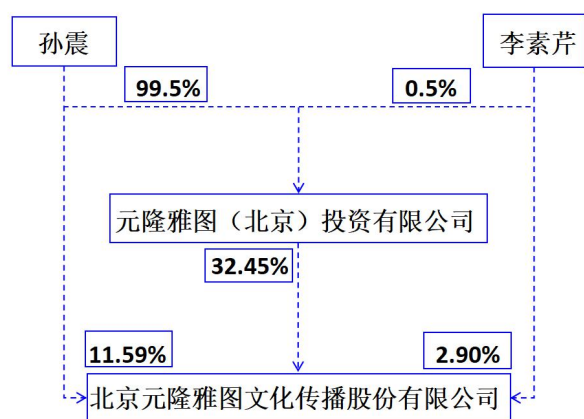 孙震
李素芹
99.5%
0.5%
元隆雅图（北京）投资有限公司
32.45%
11.59%
2.90%
北京元隆雅图文化传播股份有限公司